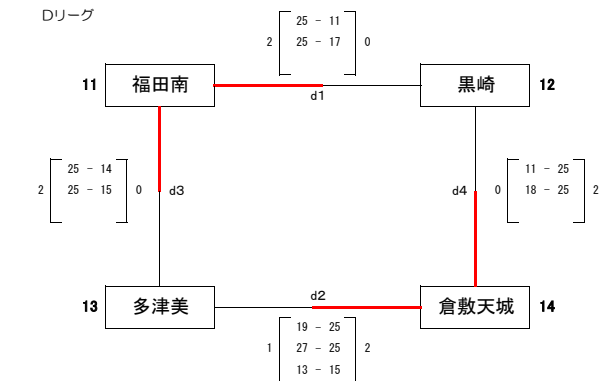 Dリーグ
25 - 11
2 25 - 17 0
11 福田南 黒崎 12
d1
25 - 14 11 - 25
2 25 - 15 0 d3 d4 0 18 - 25 2
13 多津美 倉敷天城 14
d2
19 - 25
1 27 - 25 2
13 - 15